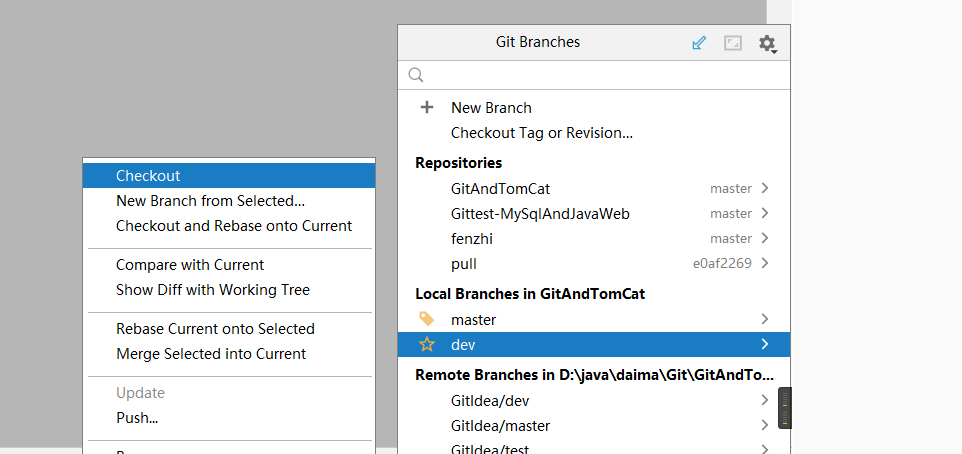 Git Branches
New Branch
Checkout Tag or Revision...
Repositories
GitAndTomCat master
Gittest-MySqlAndJavaWeb master
fenzhi master
pull e0af2269
Local Branches in GitAndTomCat
master
dev
Remote Branches in D:\java\daima\Git\GitAndTo...
GitIdea/dev
GitIdea/master
GitIdea/test
Checkout
New Branch from Selected...
Checkout and Rebase onto Current
Compare with Current
Show Diff with Working Tree
Rebase Current onto Selected
Merge Selected into Current
Update
Push...